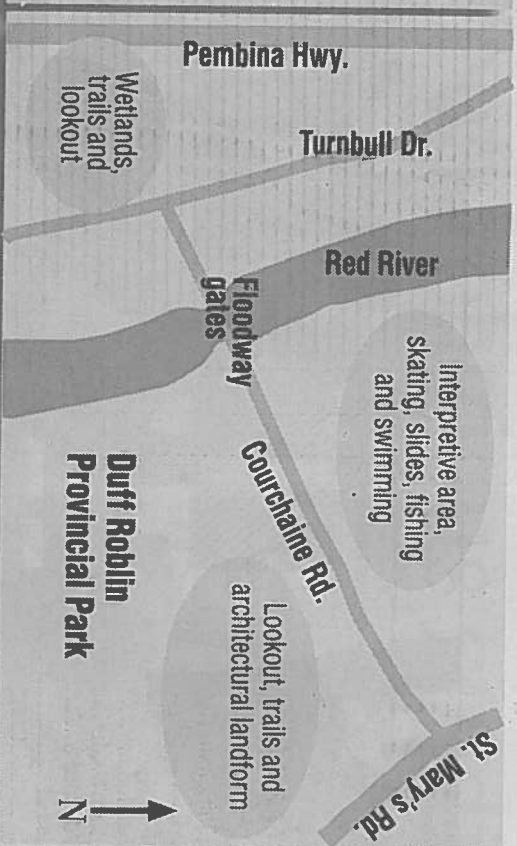 Pembina Hwy.
Wetlands,
trails and
lookout
Turnbull Dr.
Red River
Floodway
gates
Interpretive area,
skating, slides, fishing
and swimming
Courchaine Rd.
Duff Roblin
Provincial Park
Lookout, trails and
architectural landform
St. Mary's Rd.
N